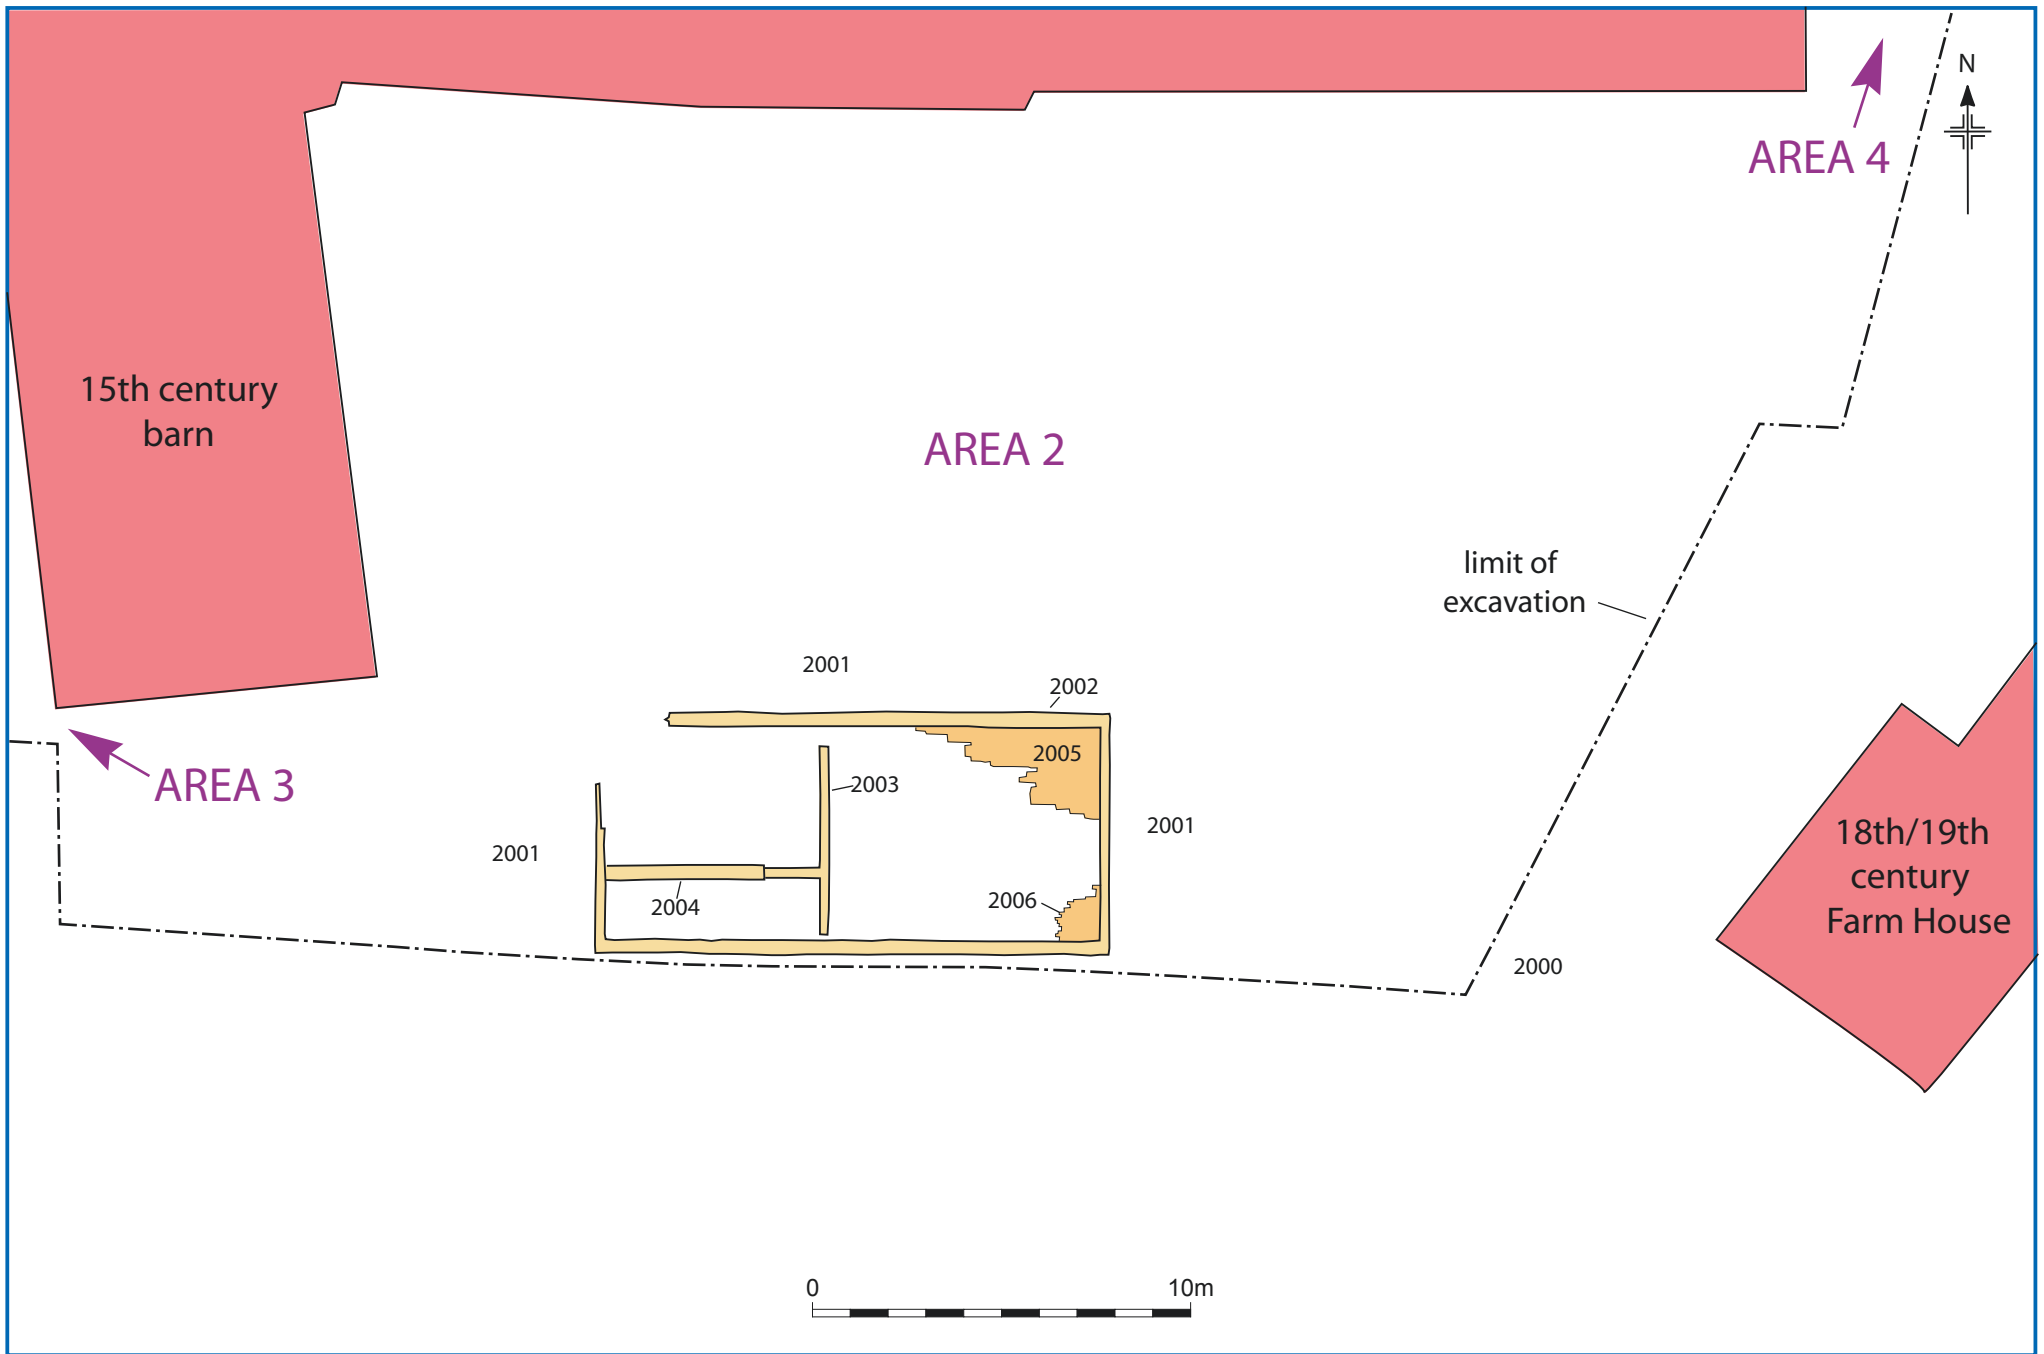 N
AREA 4
15th century
barn
AREA 2
limit of
excavation
2001
2002
2005
2003
AREA 3
2001
2001
18th/19th
century
Farm House
2006
2004
2000
0 10m